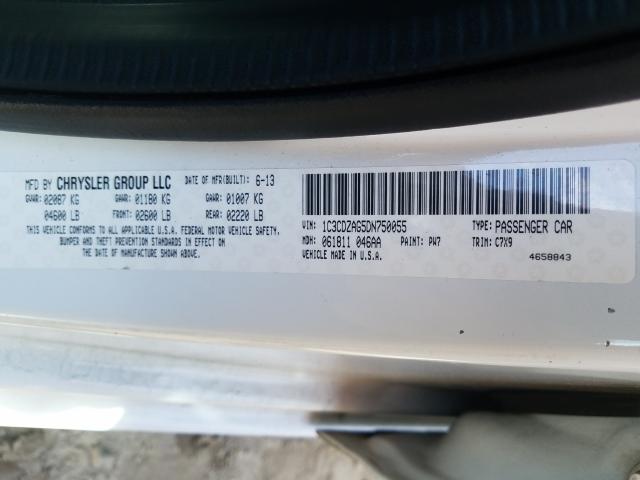 MFD BY CHRYSLER GROUP LLC DATE OF MFR(BUILT): 6-13
GVWR: 02087 KG GAWR: 01180 KG GAWR: 01007 KG
04600 LB FRONT: 02600 LB REAR: 02220 LB
THIS VEHICLE CONFORMS TO ALL APPLICABLE U.S.A. FEDERAL MOTOR VEHICLE SAFETY,
BUMPER AND THEFT PREVENTION STANDARDS IN EFFECT ON
THE DATE OF MANUFACTURE SHOWN ABOVE.
VIN: 1C3CDZAG5DN750055 TYPE: PASSENGER CAR
MDH: 061811 046AA PAINT: PW7 TRIM: C7X9
VEHICLE MADE IN U.S.A. 4658843